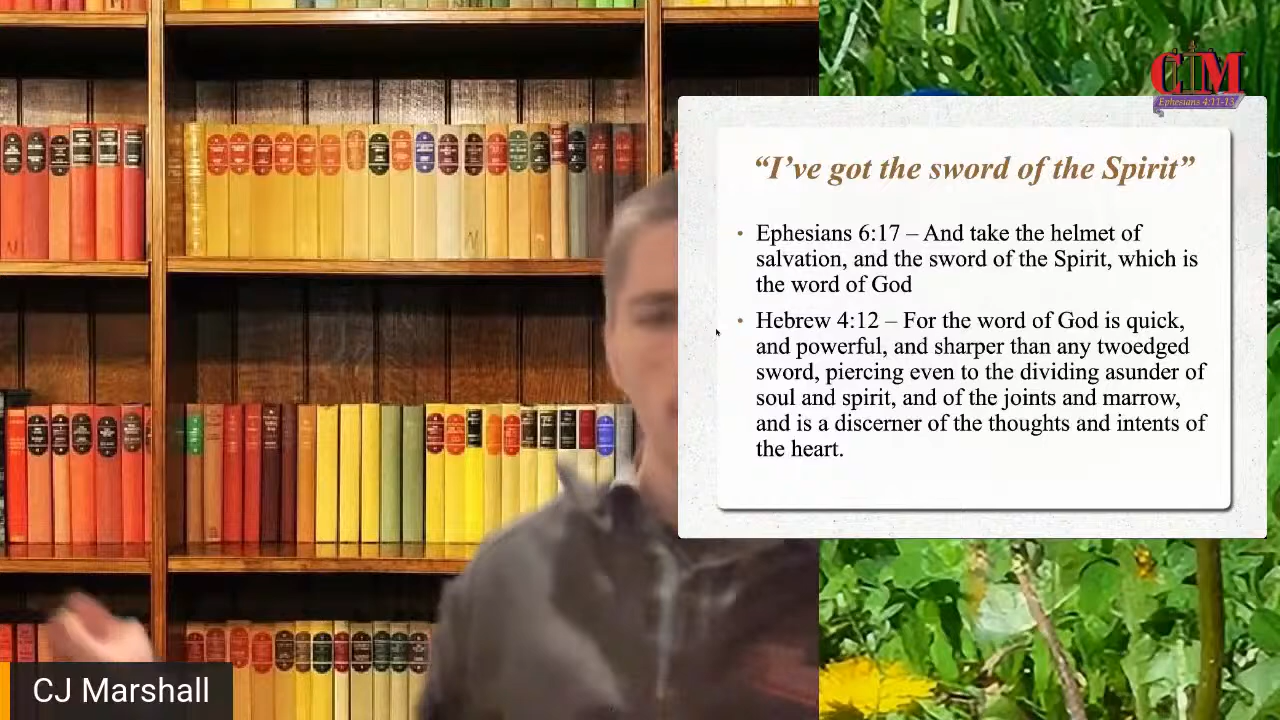 CIM
Ephesians 4:11-13
“I’ve got the sword of the Spirit”
• Ephesians 6:17 – And take the helmet of
salvation, and the sword of the Spirit, which is
the word of God
• Hebrew 4:12 – For the word of God is quick,
and powerful, and sharper than any twoedged
sword, piercing even to the dividing asunder of
soul and spirit, and of the joints and marrow,
and is a discerner of the thoughts and intents of
the heart.
CJ Marshall